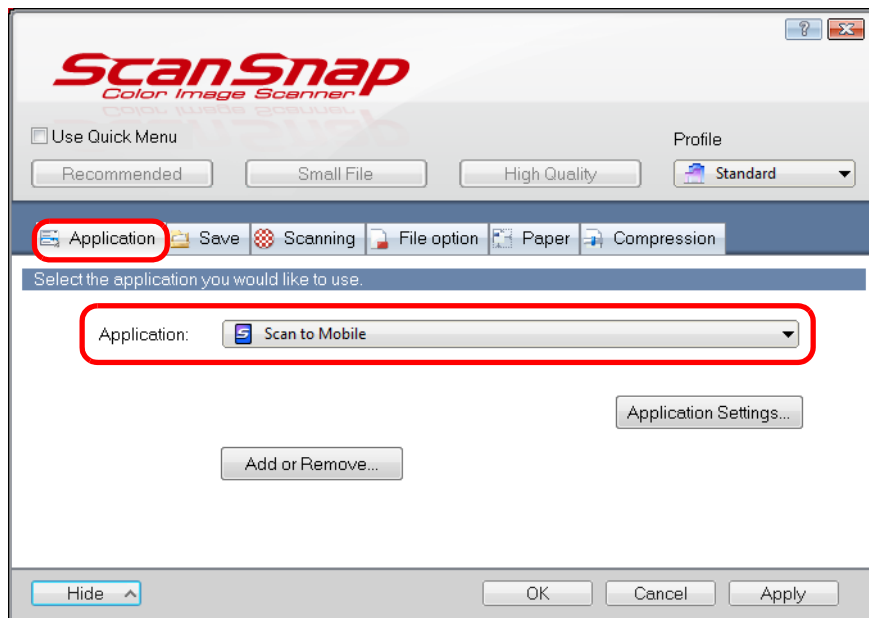 ScanSnap
Color Image Scanner
Use Quick Menu
Profile
Recommended Small File High Quality Standard
Application Save Scanning File option Paper Compression
Select the application you would like to use.
Application: Scan to Mobile
Application Settings...
Add or Remove...
Hide OK Cancel Apply